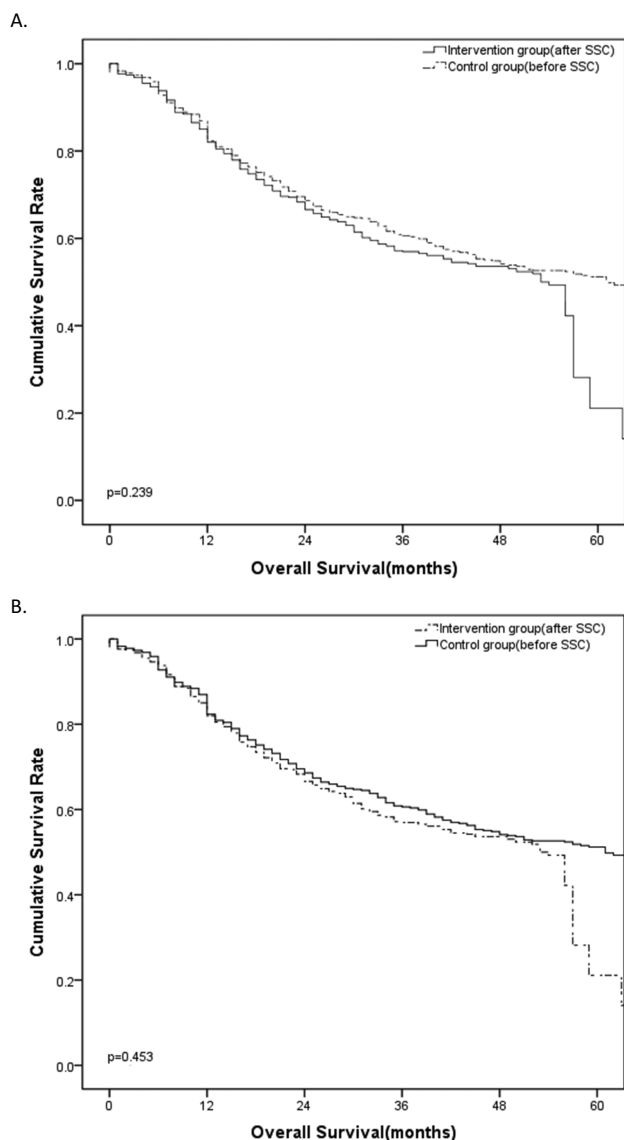 A.
Intervention group(after SSC)
Control group(before SSC)
1.0
0.8
0.6
0.4
0.2
0.0
Cumulative Survival Rate
p=0.239
0 12 24 36 48 60
Overall Survival(months)
B.
Intervention group(after SSC)
Control group(before SSC)
1.0
0.8
0.6
0.4
0.2
0.0
Cumulative Survival Rate
p=0.453
0 12 24 36 48 60
Overall Survival(months)